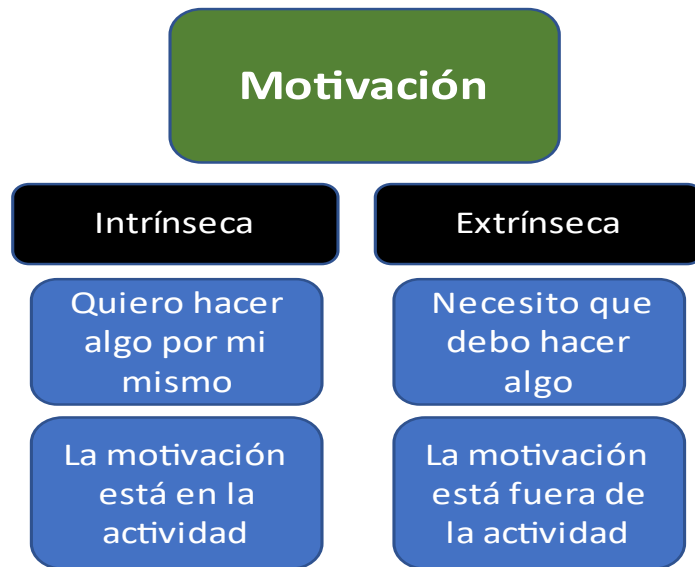 Motivación
Intrínseca
Extrínseca
Quiero hacer
algo por mi
mismo
Necesito que
debo hacer
algo
La motivación
está en la
actividad
La motivación
está fuera de
la actividad